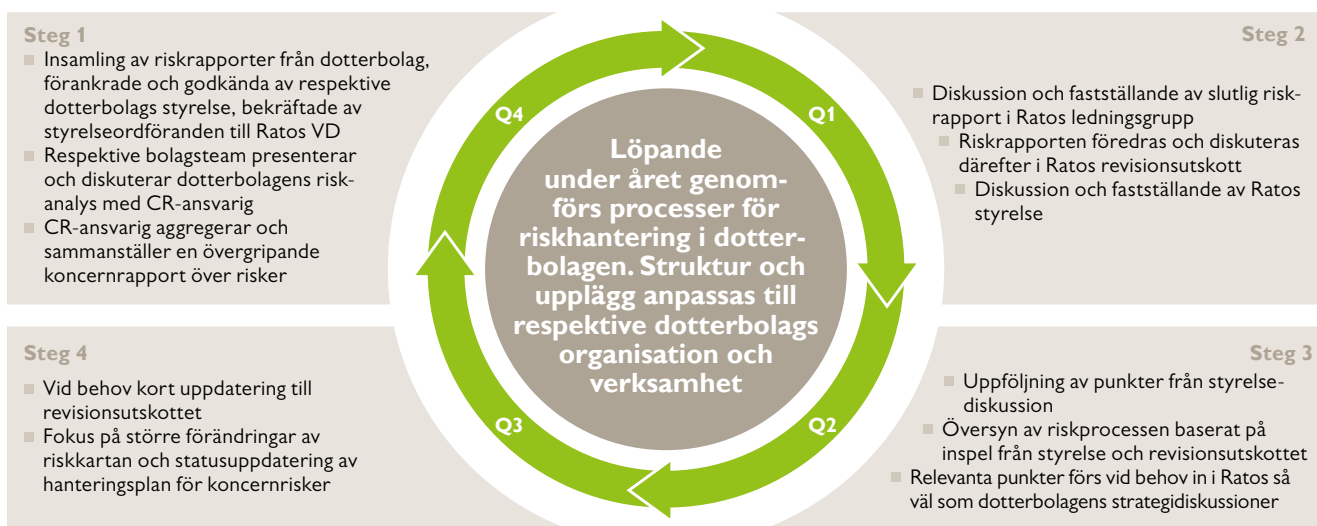 Steg 1
Insamling av riskrapporter från dotterbolag,
förankrade och godkända av respektive
dotterbolags styrelse, bekräftade av
styrelseordföranden till Ratos VD
Respektive bolagsteam presenterar
och diskuterar dotterbolagens risk-
analys med CR-ansvarig
CR-ansvarig aggregerar och
sammanställer en övergripande
koncernrapport över risker
Q4
Q1
Steg 2
Diskussion och fastställande av slutlig risk-
rapport i Ratos ledningsgrupp
Riskrapporten föredras och diskuteras
därefter i Ratos revisionsutskott
Diskussion och fastställande av Ratos
styrelse
Löpande
under året genom-
förs processer för
riskhantering i dotter-
bolagen. Struktur och
upplägg anpassas till
respektive dotterbolags
organisation och
verksamhet
Steg 4
Vid behov kort uppdatering till
revisionsutskottet
Fokus på större förändringar av
riskkartan och statusuppdatering av
hanteringsplan för koncernrisker
Q3
Q2
Steg 3
Uppföljning av punkter från styrelse-
diskussion
Översyn av riskprocessen baserat på
inspel från styrelse och revisionsutskottet
Relevanta punkter förs vid behov in i Ratos så
väl som dotterbolagens strategidiskussioner